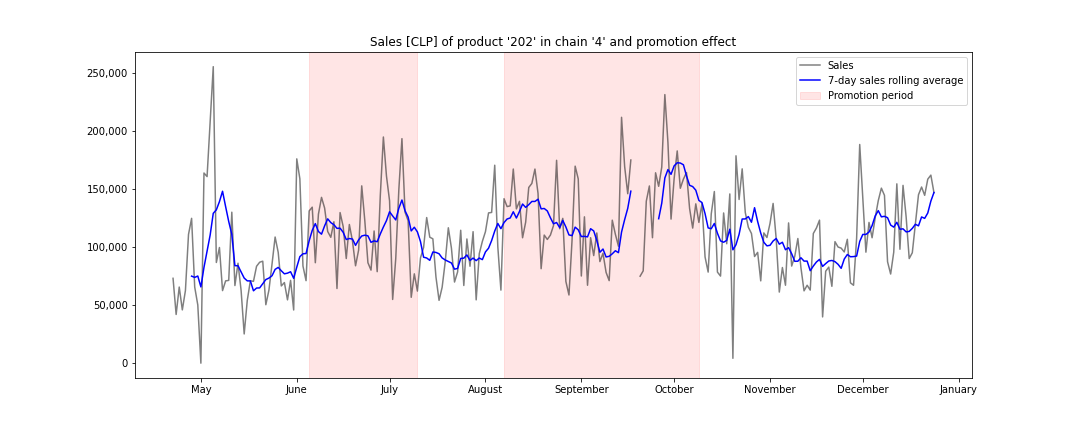 Sales [CLP] of product '202' in chain '4' and promotion effect
Sales
7-day sales rolling average
Promotion period
250,000
200,000
150,000
100,000
50,000
0
May June July August September October November December January